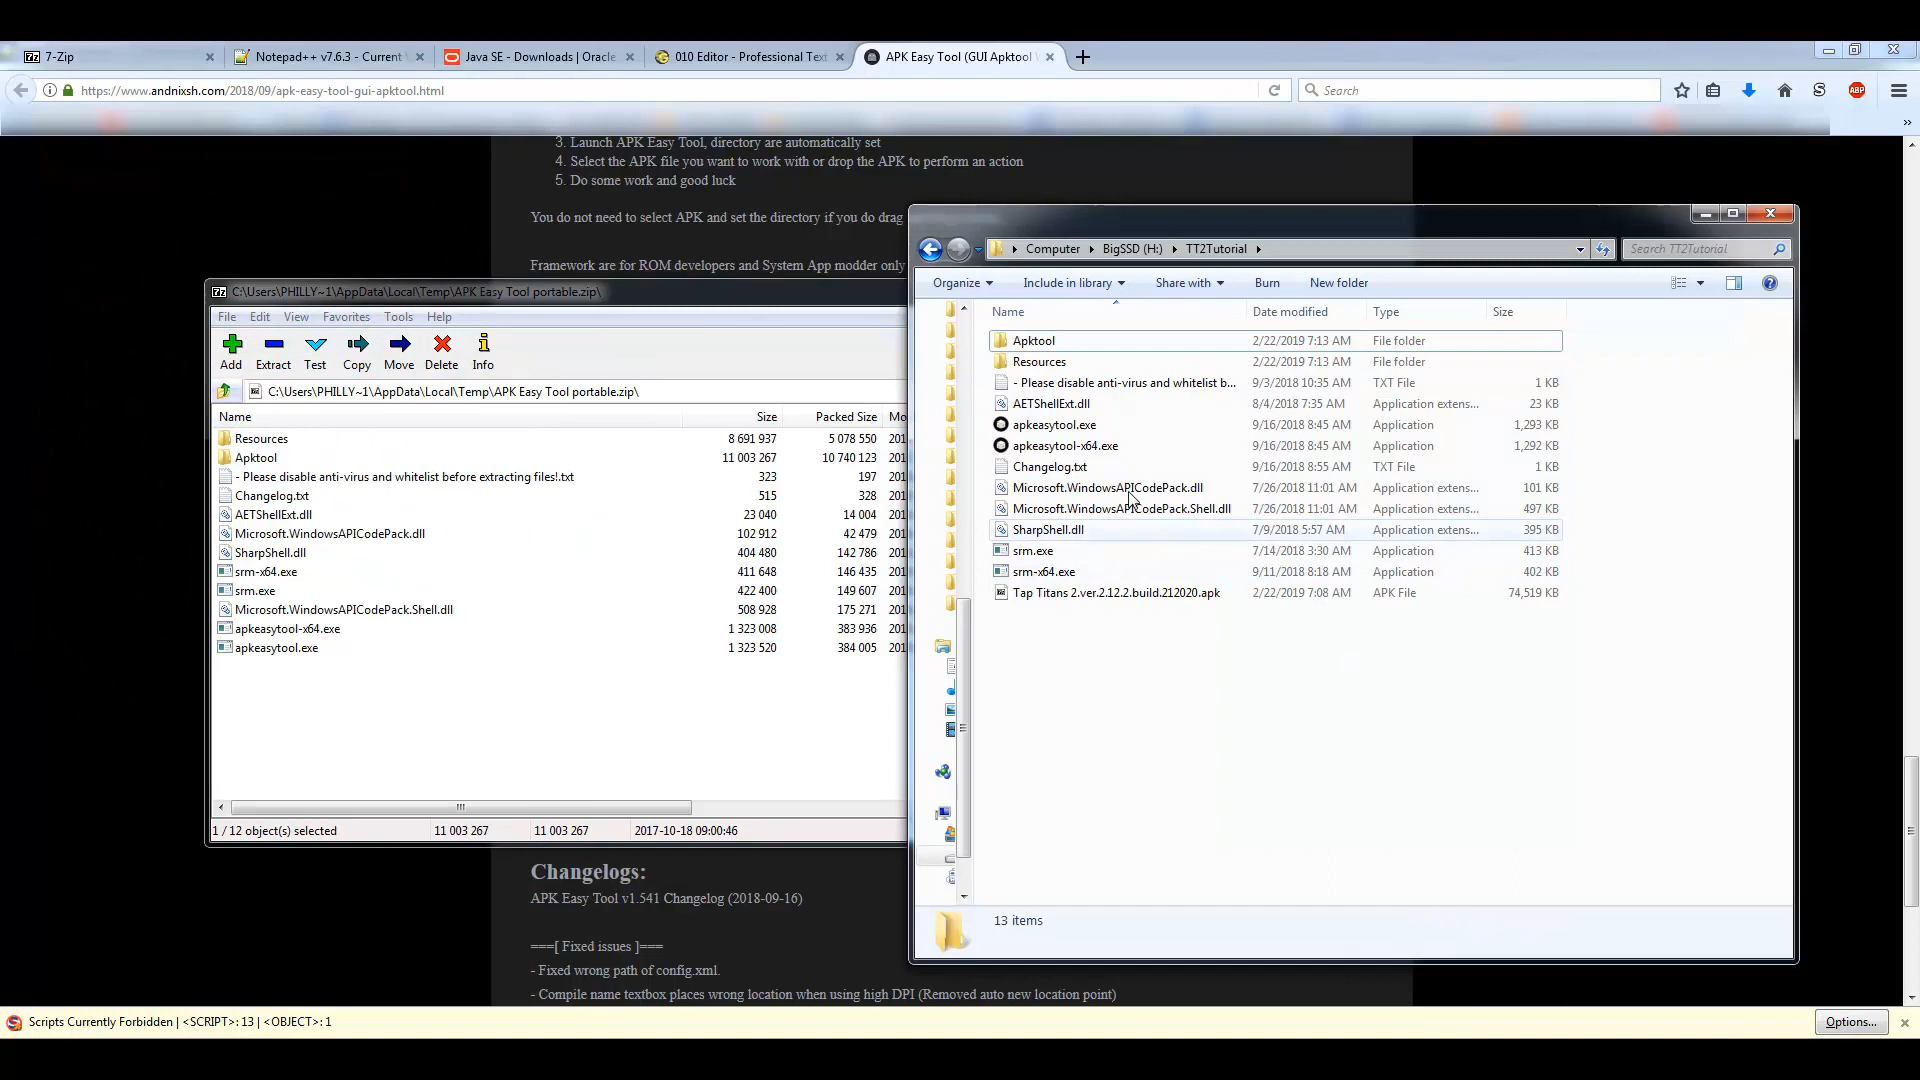 7-Zip
Notepad++ v7.6.3 - Current
Java SE - Downloads | Oracle
010 Editor - Professional Text
APK Easy Tool (GUI Apktool
https://www.andnixsh.com/2018/09/apk-easy-tool-gui-apktool.html
Search
ABP
3. Launch APK Easy Tool, directory are automatically set
4. Select the APK file you want to work with or drop the APK to perform an action
5. Do some work and good luck
You do not need to select APK and set the directory if you do drag
Framework are for ROM developers and System App modder only
C:\Users\PHILLY~1\AppData\Local\Temp\APK Easy Tool portable.zip\
File Edit View Favorites Tools Help
Add Extract Test Copy Move Delete Info
C:\Users\PHILLY~1\AppData\Local\Temp\APK Easy Tool portable.zip\
Name Size Packed Size Mo
Resources 8 691 937 5 078 550 201
Apktool 11 003 267 10 740 123 201
- Please disable anti-virus and whitelist before extracting files!.txt 323 197 201
Changelog.txt 515 328 201
AETShellExt.dll 23 040 14 004 201
Microsoft.WindowsAPICodePack.dll 102 912 42 479 201
SharpShell.dll 404 480 142 786 201
srm-x64.exe 411 648 146 435 201
srm.exe 422 400 149 607 201
Microsoft.WindowsAPICodePack.Shell.dll 508 928 175 271 201
apkeasytool-x64.exe 1 323 008 383 936 201
apkeasytool.exe 1 323 520 384 005 201
1 / 12 object(s) selected 11 003 267 11 003 267 2017-10-18 09:00:46
Computer BigSSD (H:) TT2Tutorial
Search TT2Tutorial
Organize Include in library Share with Burn New folder
Name Date modified Type Size
Apktool 2/22/2019 7:13 AM File folder
Resources 2/22/2019 7:13 AM File folder
- Please disable anti-virus and whitelist b... 9/3/2018 10:35 AM TXT File 1 KB
AETShellExt.dll 8/4/2018 7:35 AM Application extens... 23 KB
apkeasytool.exe 9/16/2018 8:45 AM Application 1,293 KB
apkeasytool-x64.exe 9/16/2018 8:45 AM Application 1,292 KB
Changelog.txt 9/16/2018 8:55 AM TXT File 1 KB
Microsoft.WindowsAPICodePack.dll 7/26/2018 11:01 AM Application extens... 101 KB
Microsoft.WindowsAPICodePack.Shell.dll 7/26/2018 11:01 AM Application extens... 497 KB
SharpShell.dll 7/9/2018 5:57 AM Application extens... 395 KB
srm.exe 7/14/2018 3:30 AM Application 413 KB
srm-x64.exe 9/11/2018 8:18 AM Application 402 KB
Tap Titans 2.ver.2.12.2.build.212020.apk 2/22/2019 7:08 AM APK File 74,519 KB
13 items
Changelogs:
APK Easy Tool v1.541 Changelog (2018-09-16)
===[ Fixed issues ]===
- Fixed wrong path of config.xml.
- Compile name textbox places wrong location when using high DPI (Removed auto new location point)
Scripts Currently Forbidden | <SCRIPT>: 13 | <OBJECT>: 1
Options...